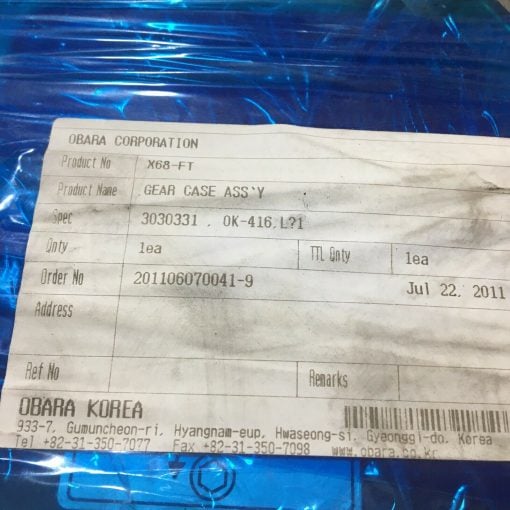 OBARA CORPORATION
Product No X68-FT
Product Name GEAR CASE ASS`Y
Spec 3030331 . OK-416.L?1
Qnty 1ea TTL Qnty 1ea
Order No 201106070041-9 Jul 22. 2011
Address
Ref No Remarks
OBARA KOREA
933-7, Gumuncheon-ri, Hyangnam-eup, Hwaseong-si, Gyeonggi-do, Korea
Tel +82-31-350-7077 Fax +82-31-350-7098 www.obara.co.kr